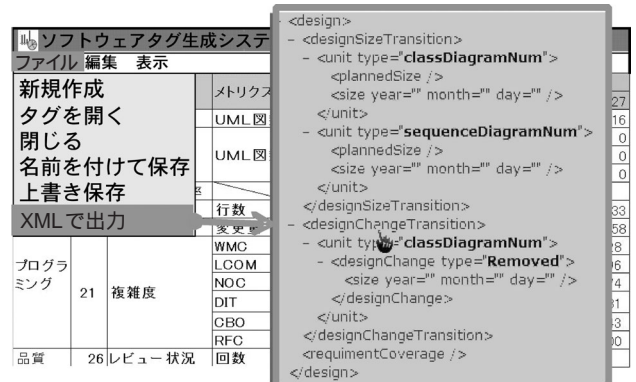 ソフトウェアタグ生成システ
ファイル 編集 表示
新規作成
タグを開く
閉じる
名前を付けて保存
上書き保存
XMLで出力
メトリクス
UML図
UML図
行数
変更
プログラミング 21 複雑度
WMC
LCOM
NOC
DIT
CBO
RFC
品質 26 レビュー状況 回数
<design>
- <designSizeTransition>
- <unit type="classDiagramNum">
<plannedSize />
<size year="" month="" day="" />
</unit>
- <unit type="sequenceDiagramNum">
<plannedSize />
<size year="" month="" day="" />
</unit>
</designSizeTransition>
- <designChangeTransition>
- <unit type="classDiagramNum">
- <designChange type="Removed">
<size year="" month="" day="" />
</designChange>
</unit>
</designChangeTransition>
<requimentCoverage />
</design>
27
16
0
0
33
58
28